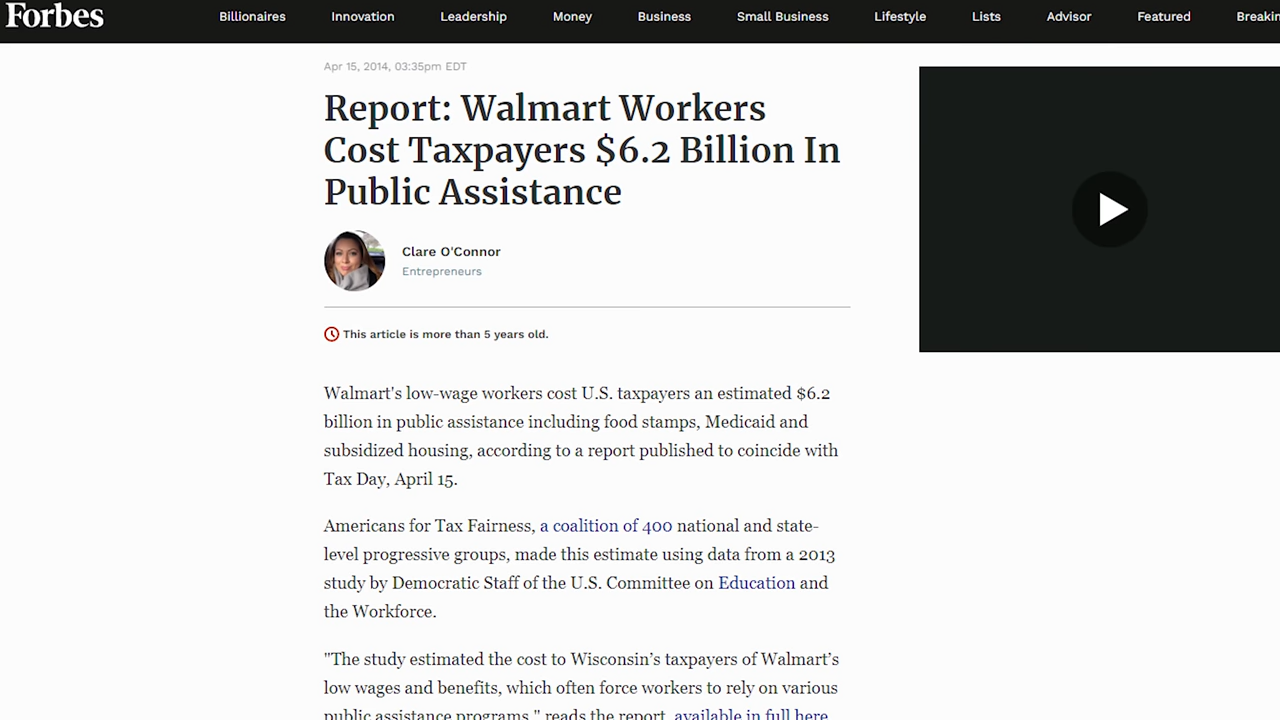 Forbes
Billionaires Innovation Leadership Money Business Small Business Lifestyle Lists Advisor Featured Breakin
Apr 15, 2014, 03:35pm EDT
Report: Walmart Workers
Cost Taxpayers $6.2 Billion In
Public Assistance
Clare O'Connor
Entrepreneurs
This article is more than 5 years old.
Walmart's low-wage workers cost U.S. taxpayers an estimated $6.2
billion in public assistance including food stamps, Medicaid and
subsidized housing, according to a report published to coincide with
Tax Day, April 15.
Americans for Tax Fairness, a coalition of 400 national and state-
level progressive groups, made this estimate using data from a 2013
study by Democratic Staff of the U.S. Committee on Education and
the Workforce.
"The study estimated the cost to Wisconsin’s taxpayers of Walmart’s
low wages and benefits, which often force workers to rely on various
public assistance programs," reads the report, available in full here.